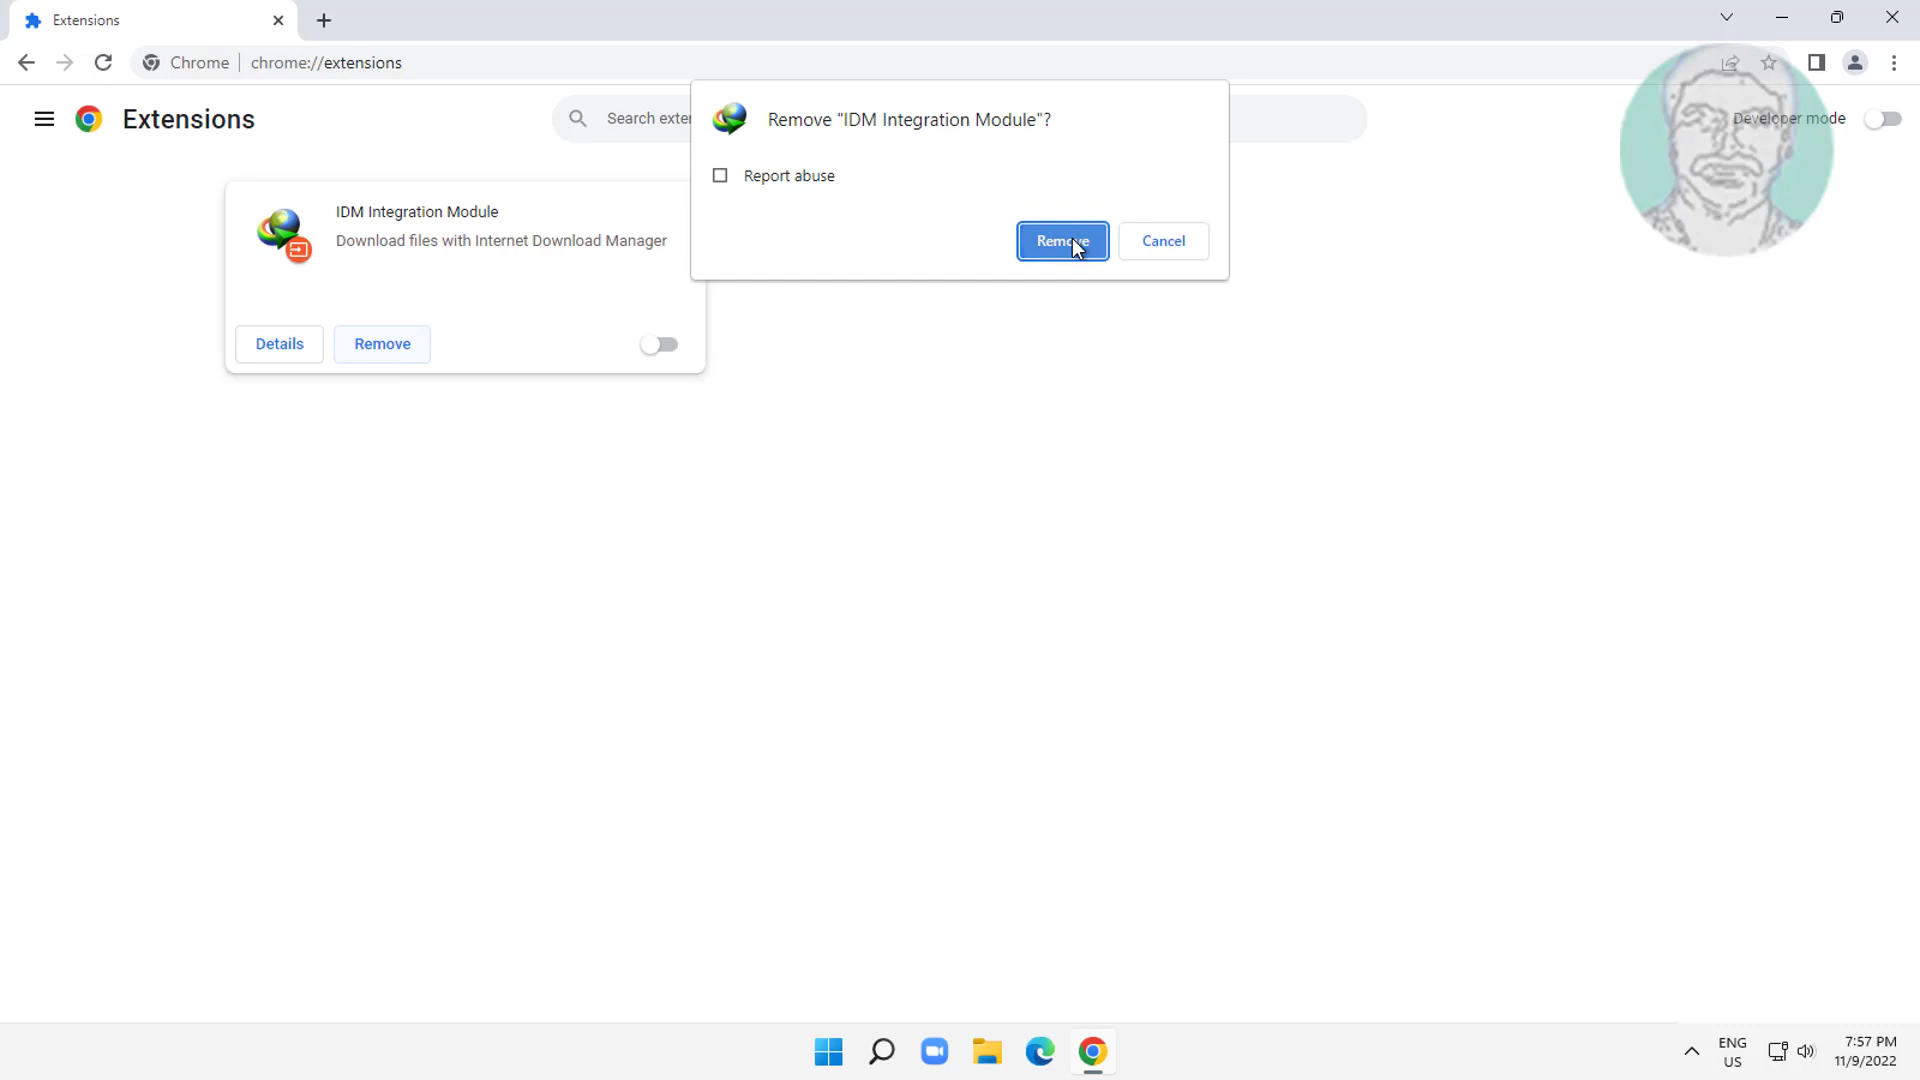 Extensions
Chrome
chrome://extensions
Extensions
Search exter
Developer mode
Remove "IDM Integration Module"?
Report abuse
Remove
Cancel
IDM Integration Module
Download files with Internet Download Manager
Details
Remove
ENG
US
7:57 PM
11/9/2022